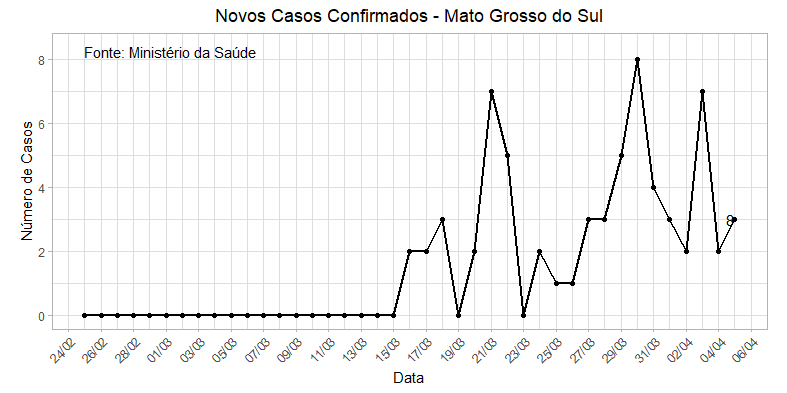 Novos Casos Confirmados - Mato Grosso do Sul
Fonte: Ministério da Saúde
Número de Casos
8
6
4
2
0
24/02 26/02 28/02 01/03 03/03 05/03 07/03 09/03 11/03 13/03 15/03 17/03 19/03 21/03 23/03 25/03 27/03 29/03 31/03 02/04 04/04 06/04
Data